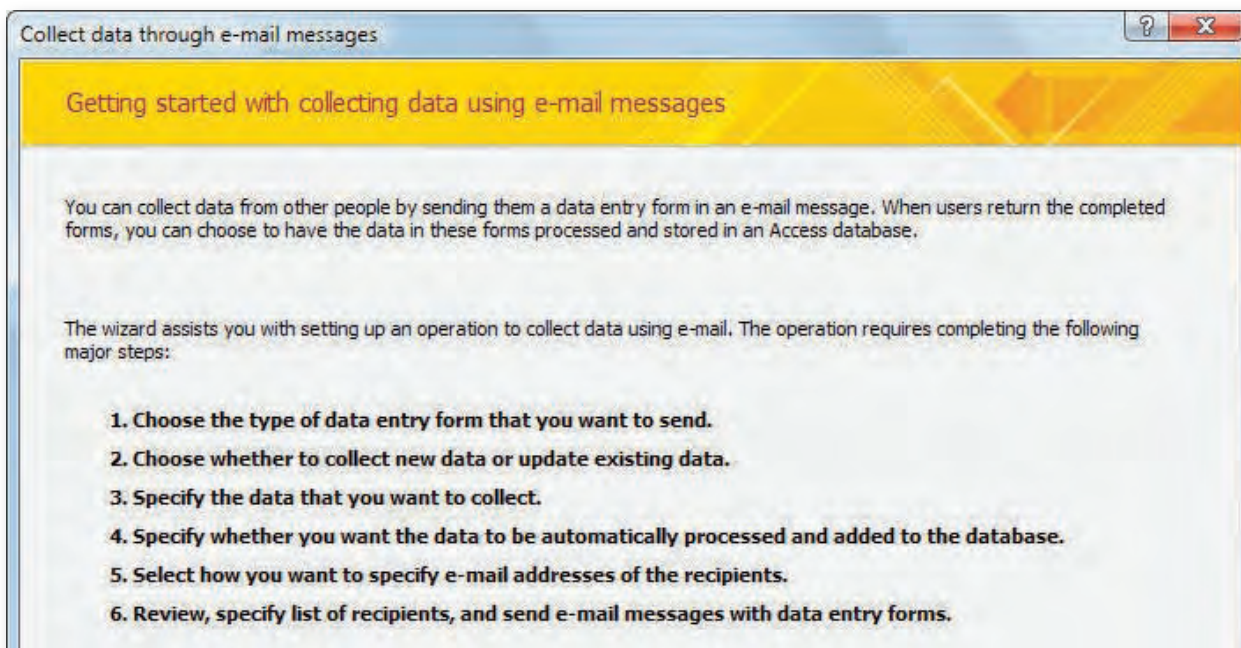 Collect data through e-mail messages
Getting started with collecting data using e-mail messages
You can collect data from other people by sending them a data entry form in an e-mail message. When users return the completed
forms, you can choose to have the data in these forms processed and stored in an Access database.
The wizard assists you with setting up an operation to collect data using e-mail. The operation requires completing the following
major steps:
1. Choose the type of data entry form that you want to send.
2. Choose whether to collect new data or update existing data.
3. Specify the data that you want to collect.
4. Specify whether you want the data to be automatically processed and added to the database.
5. Select how you want to specify e-mail addresses of the recipients.
6. Review, specify list of recipients, and send e-mail messages with data entry forms.